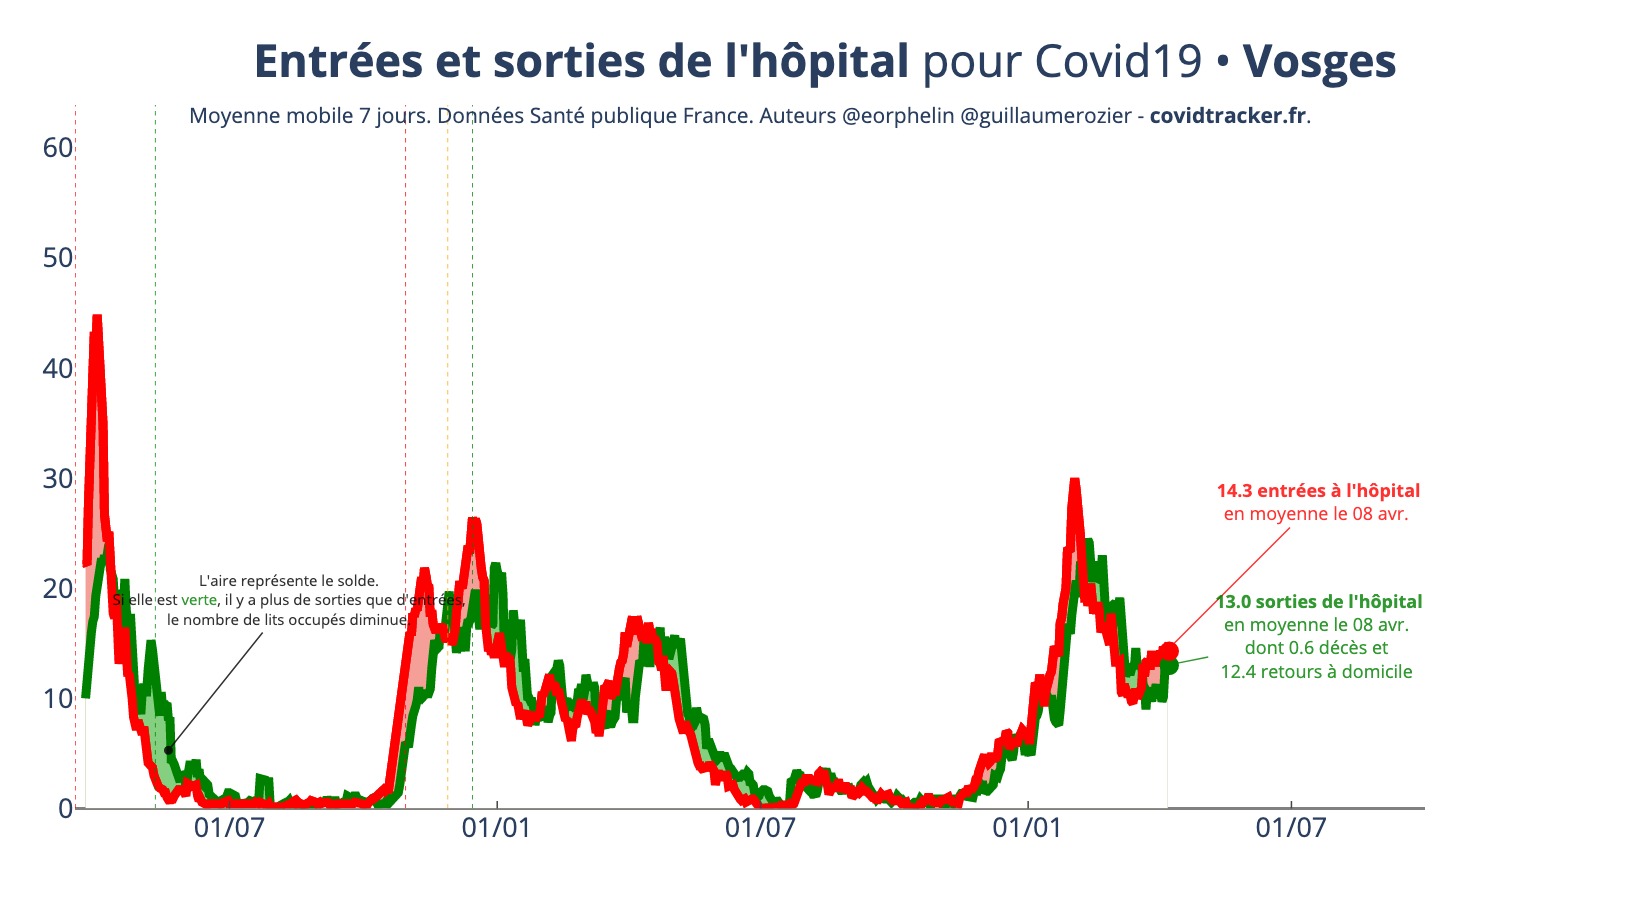 Entrées et sorties de l'hôpital pour Covid19 • Vosges
Moyenne mobile 7 jours. Données Santé publique France. Auteurs @eorphelin @guillaumerozier - covidtracker.fr.
60
50
40
30
20
10
0
L'aire représente le solde.
Si elle est verte, il y a plus de sorties que d'entrées,
le nombre de lits occupés diminue.
14.3 entrées à l'hôpital
en moyenne le 08 avr.
13.0 sorties de l'hôpital
en moyenne le 08 avr.
dont 0.6 décès et
12.4 retours à domicile
01/07
01/01
01/07
01/01
01/07